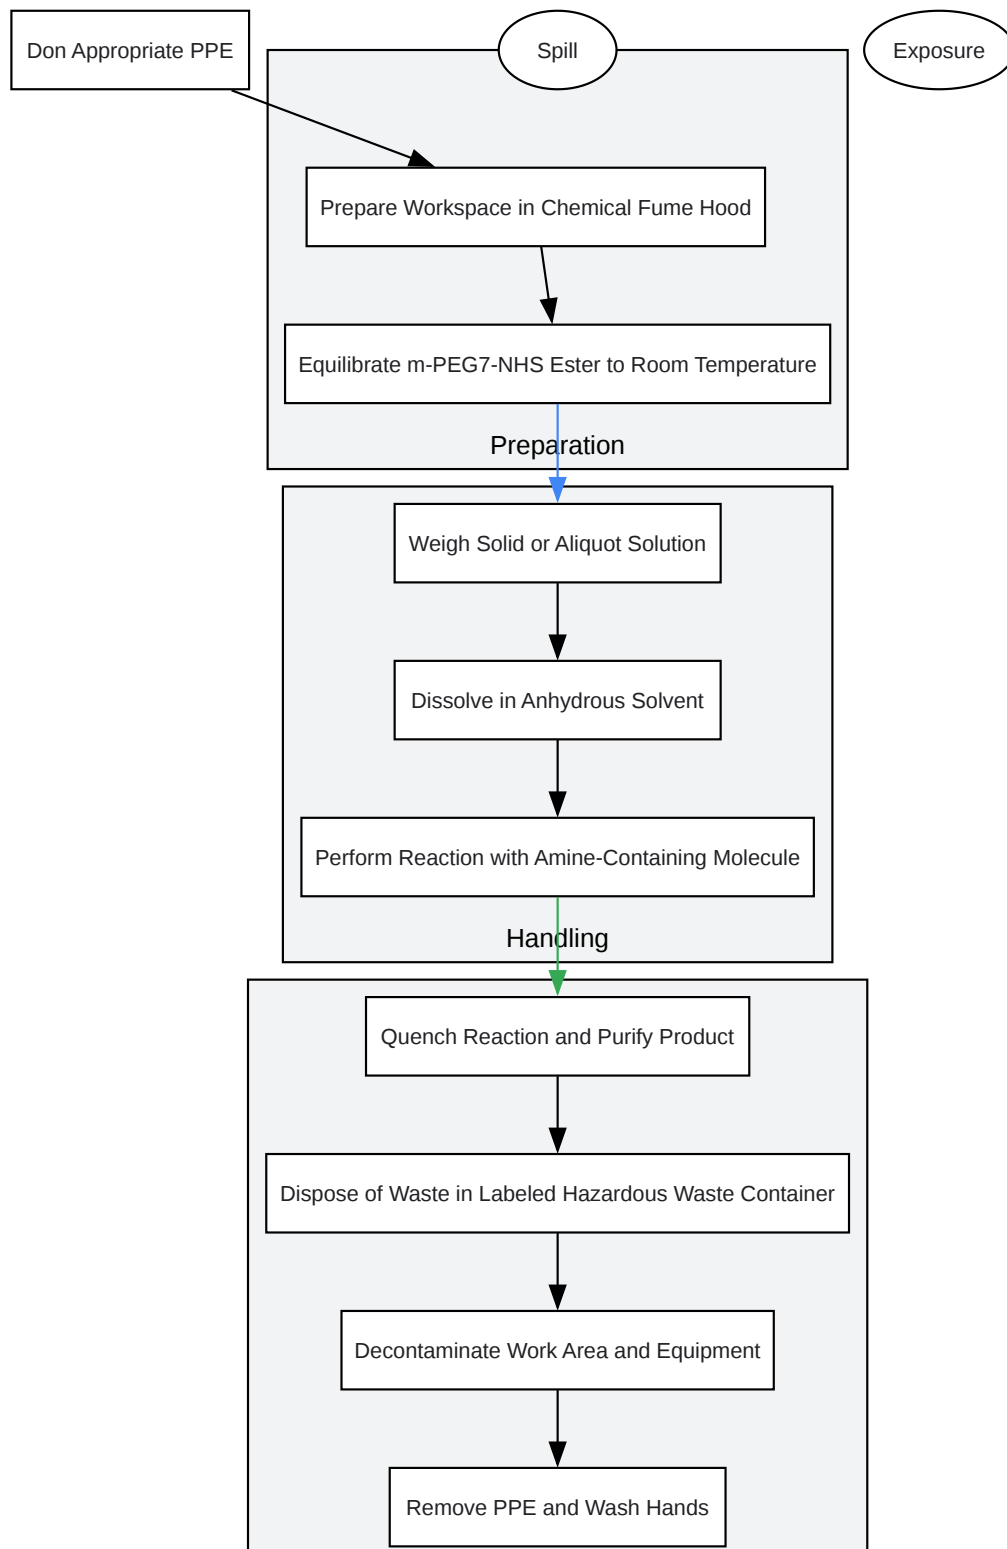 Don Appropriate PPE
Spill
Exposure
Prepare Workspace in Chemical Fume Hood
Equilibrate m-PEG7-NHS Ester to Room Temperature
Preparation
Weigh Solid or Aliquot Solution
Dissolve in Anhydrous Solvent
Perform Reaction with Amine-Containing Molecule
Handling
Quench Reaction and Purify Product
Dispose of Waste in Labeled Hazardous Waste Container
Decontaminate Work Area and Equipment
Remove PPE and Wash Hands